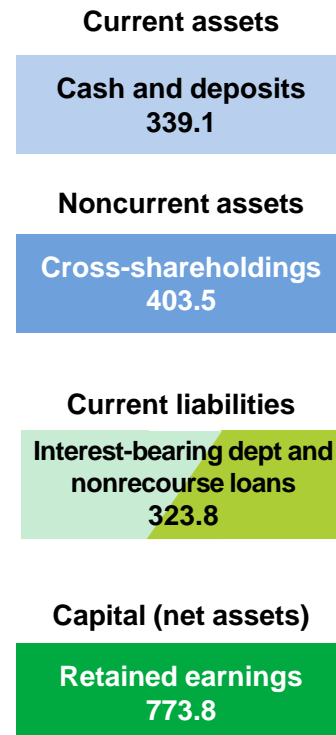 Current assets
Cash and deposits
339.1
Noncurrent assets
Cross-shareholdings
403.5
Current liabilities
Interest-bearing dept and
nonrecourse loans
323.8
Capital (net assets)
Retained earnings
773.8